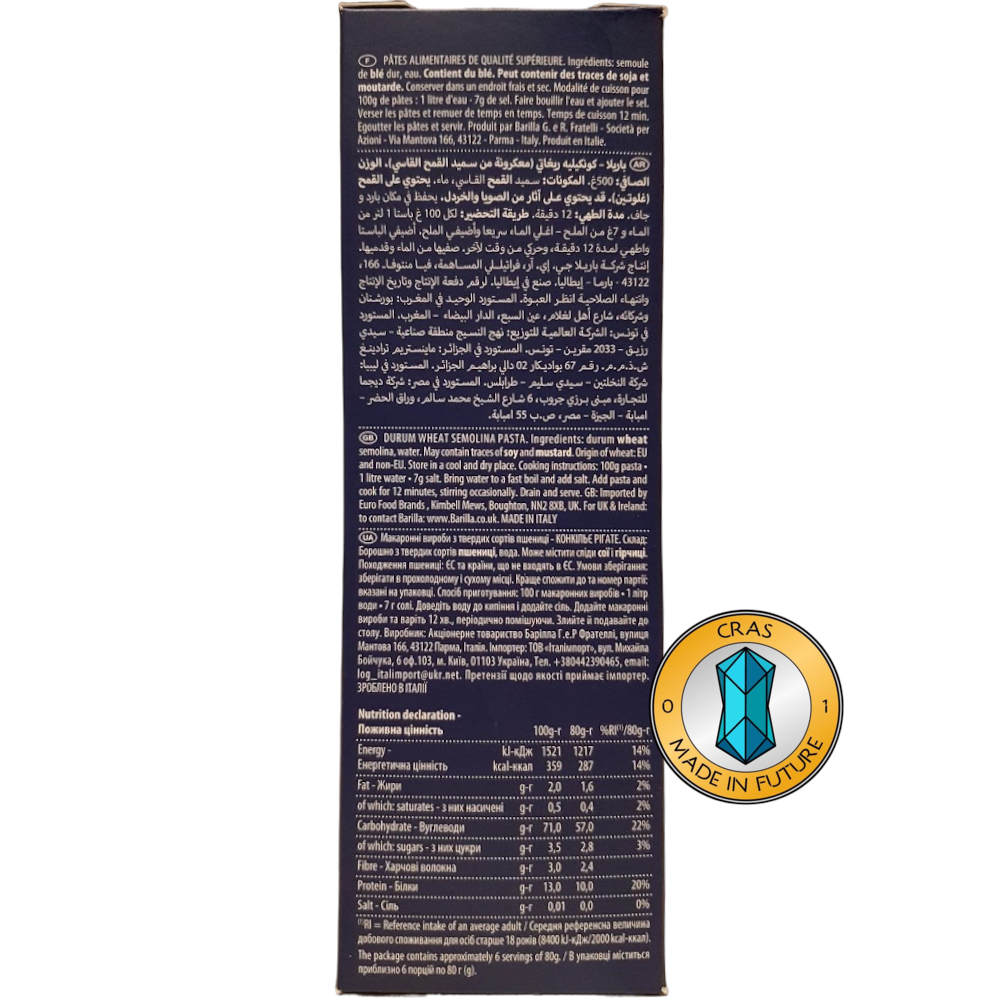 F PÂTES ALIMENTAIRES DE QUALITÉ SUPÉRIEURE. Ingrédients: semoule
de blé dur, eau. Contient du blé. Peut contenir des traces de soja et
moutarde. Conserver dans un endroit frais et sec. Modalité de cuisson pour
100g de pâtes : 1 litre d'eau - 7g de sel. Faire bouillir l'eau et ajouter le sel.
Verser les pâtes et remuer de temps en temps. Temps de cuisson 12 min.
Egoutter les pâtes et servir. Produit par Barilla G. e R. Fratelli - Società per
Azioni - Via Mantova 166, 43122 - Parma - Italy. Produit en Italie.
AR باريلا - كونكيليه ريغاتي (معكرونة من سميد القمح القاسي). الوزن
الصافي: 500غ. المكونات: سميد القمح القاسي، ماء. يحتوي على القمح
(غلوتين). قد يحتوي على آثار من الصويا والخردل. يحفظ في مكان بارد و
جاف. مدة الطهي: 12 دقيقة. طريقة التحضير: لكل 100 غ باستا 1 لتر من
الماء و 7غ من الملح - اغلي الماء سريعا وأضيفي الملح. أضيفي الباستا
واطهي لمدة 12 دقيقة، وحركي من وقت لآخر. صفيها من الماء وقدميها.
إنتاج شركة باريلا جي. إي. آر. فراتيللي المساهمة، فيا منتوفا، 166،
43122 - بارما - إيطاليا. صنع في إيطاليا. لرقم دفعة الإنتاج وتاريخ الإنتاج
وانتهاء الصلاحية انظر العبوة. المستورد الوحيد في المغرب: بورشنان
وشركائه، شارع أهل لغلام، عين السبع، الدار البيضاء - المغرب. المستورد
في تونس: الشركة العالمية للتوزيع: نهج النسيج منطقة صناعية - سيدي
رزيق - 2033 مقرين - تونس. المستورد في الجزائر: ماينستريم ترادينغ
ش.ذ.م.م. رقم 67 بواديكار 02 دالي براهيم الجزائر. المستورد في ليبيا:
شركة النخلتين - سيدي سليم - طرابلس. المستورد في مصر: شركة ديجما
للتجارة، مبنى برزي جروب، 6 شارع الشيخ محمد سالم، وراق الحضر -
امبابة - الجيزة - مصر، ص.ب 55 امبابة.
GB DURUM WHEAT SEMOLINA PASTA. Ingredients: durum wheat
semolina, water. May contain traces of soy and mustard. Origin of wheat: EU
and non-EU. Store in a cool and dry place. Cooking instructions: 100g pasta •
1 litre water • 7g salt. Bring water to a fast boil and add salt. Add pasta and
cook for 12 minutes, stirring occasionally. Drain and serve. GB: Imported by
Euro Food Brands , Kimbell Mews, Boughton, NN2 8XB, UK. For UK & Ireland:
to contact Barilla: www.Barilla.co.uk. MADE IN ITALY
UA Макаронні вироби з твердих сортів пшениці - КОНКІЛЬЄ РІГАТЕ. Склад:
Борошно з твердих сортів пшениці, вода. Може містити сліди сої і гірчиці.
Походження пшениці: ЄС та країни, що не входять в ЄС. Умови зберігання:
зберігати в прохолодному і сухому місці. Краще спожити до та номер партії:
вказані на упаковці. Спосіб приготування: 100 г макаронних виробів • 1 літр
води • 7 г солі. Доведіть воду до кипіння і додайте сіль. Додайте макаронні
вироби та варіть 12 хв., періодично помішуючи. Злийте й подавайте до
столу. Виробник: Акціонерне товариство Барілла Г.е.Р Фрателлі, вулиця
Мантова 166, 43122 Парма, Італія. Імпортер: ТОВ «Італімпорт», вул. Михайла
Бойчука, 6 оф.103, м. Київ, 01103 Україна, Тел. +380442390465, email:
log_italimport@ukr.net. Претензії щодо якості приймає імпортер.
ЗРОБЛЕНО В ІТАЛІЇ
Nutrition declaration -
Поживна цінність 100g-г 80g-г %RI(1)/80g-г
Energy - kJ-кДж 1521 1217 14%
Енергетична цінність kcal-ккал 359 287 14%
Fat - Жири g-г 2,0 1,6 2%
of which: saturates - з них насичені g-г 0,5 0,4 2%
Carbohydrate - Вуглеводи g-г 71,0 57,0 22%
of which: sugars - з них цукри g-г 3,5 2,8 3%
Fibre - Харчові волокна g-г 3,0 2,4
Protein - Білки g-г 13,0 10,0 20%
Salt - Сіль g-г 0,01 0,0 0%
(1)RI = Reference intake of an average adult / Середня референсна величина
добового споживання для осіб старше 18 років (8400 kJ-кДж/2000 kcal-ккал).
The package contains approximately 6 servings of 80g. / В упаковці міститься
приблизно 6 порцій по 80 г (g).
CRAS
0 1
MADE IN FUTURE